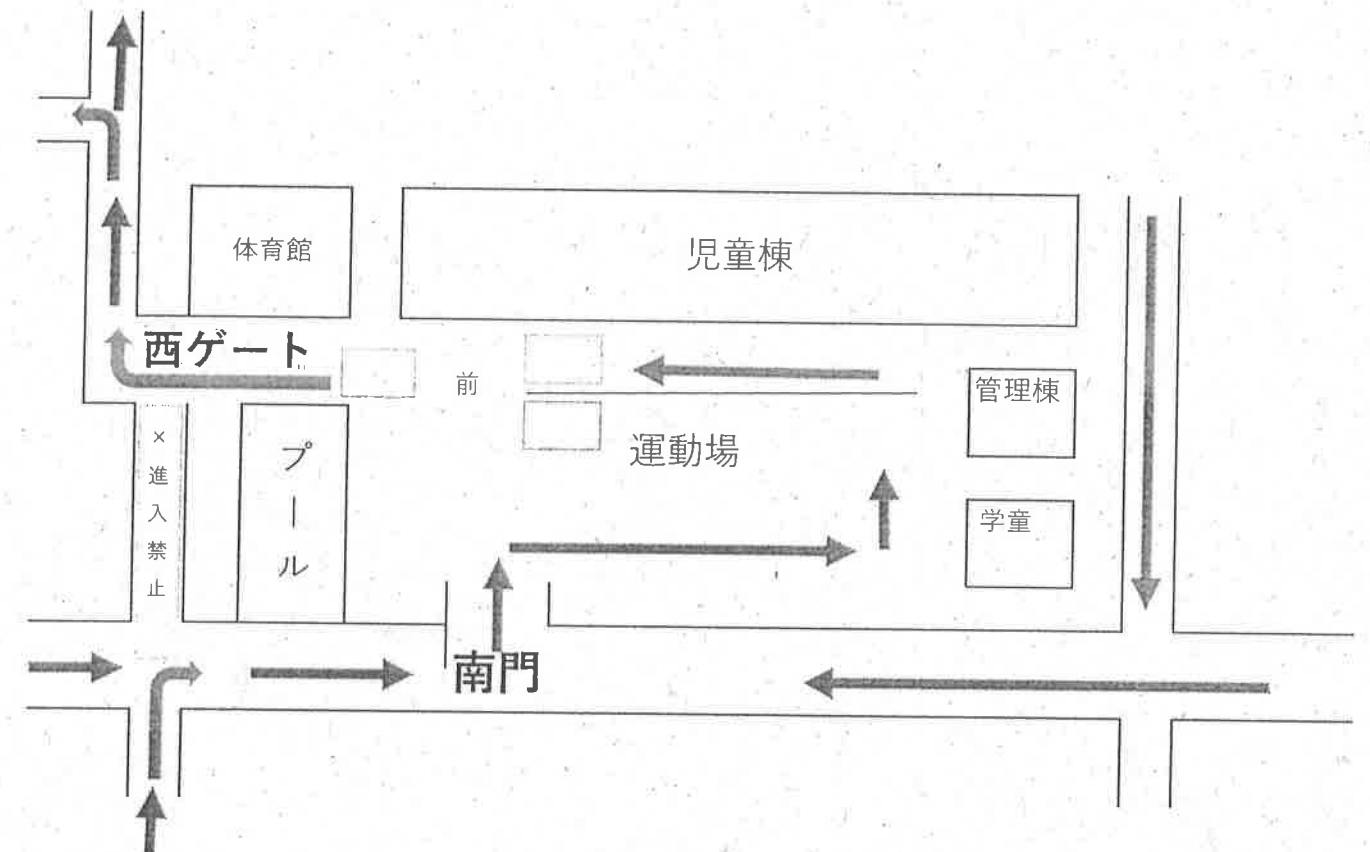 体育館
児童棟
西ゲート
前
管理棟
×進入禁止
プール
運動場
学童
南門